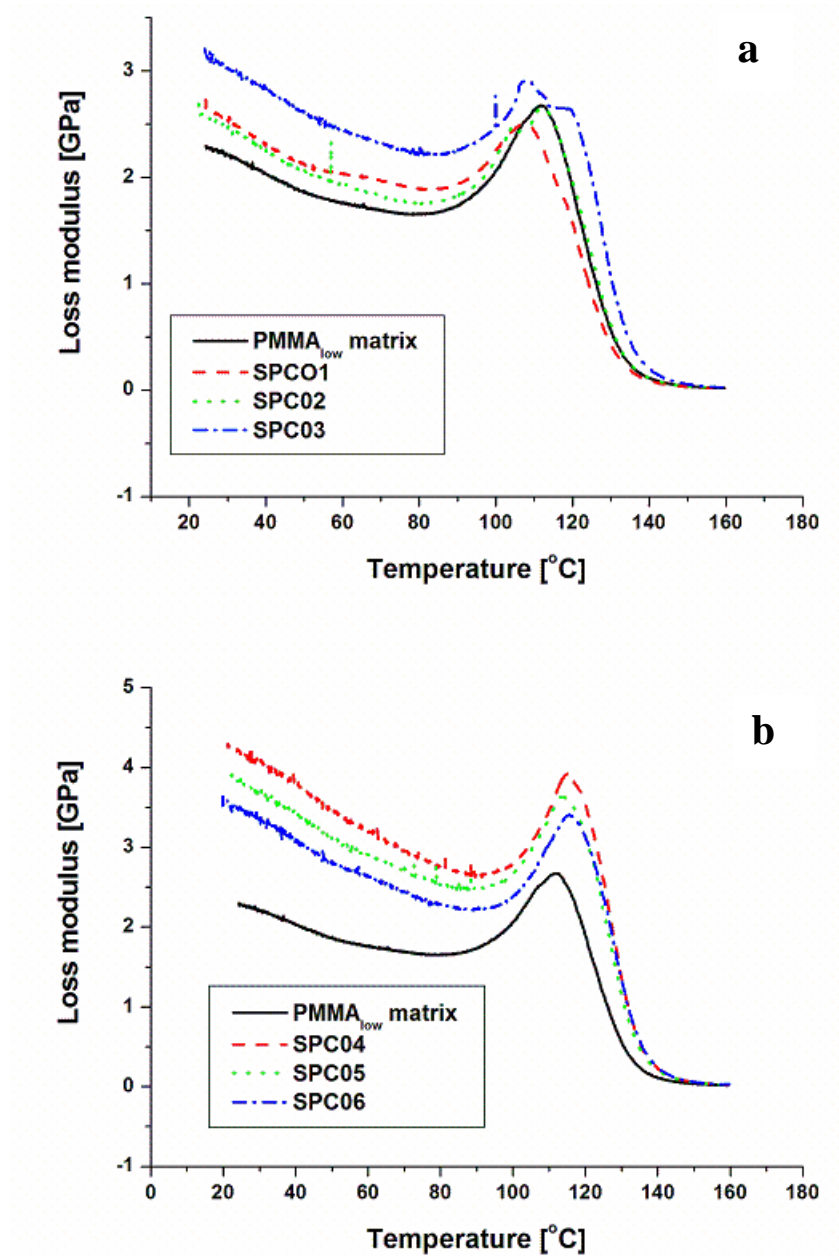 a
Loss modulus [GPa]
3
2
1
0
-1
PMMAlow matrix
SPCO1
SPC02
SPC03
20 40 60 80 100 120 140 160 180
Temperature [oC]
b
Loss modulus [GPa]
5
4
3
2
1
0
-1
PMMAlow matrix
SPC04
SPC05
SPC06
0 20 40 60 80 100 120 140 160 180
Temperature [oC]